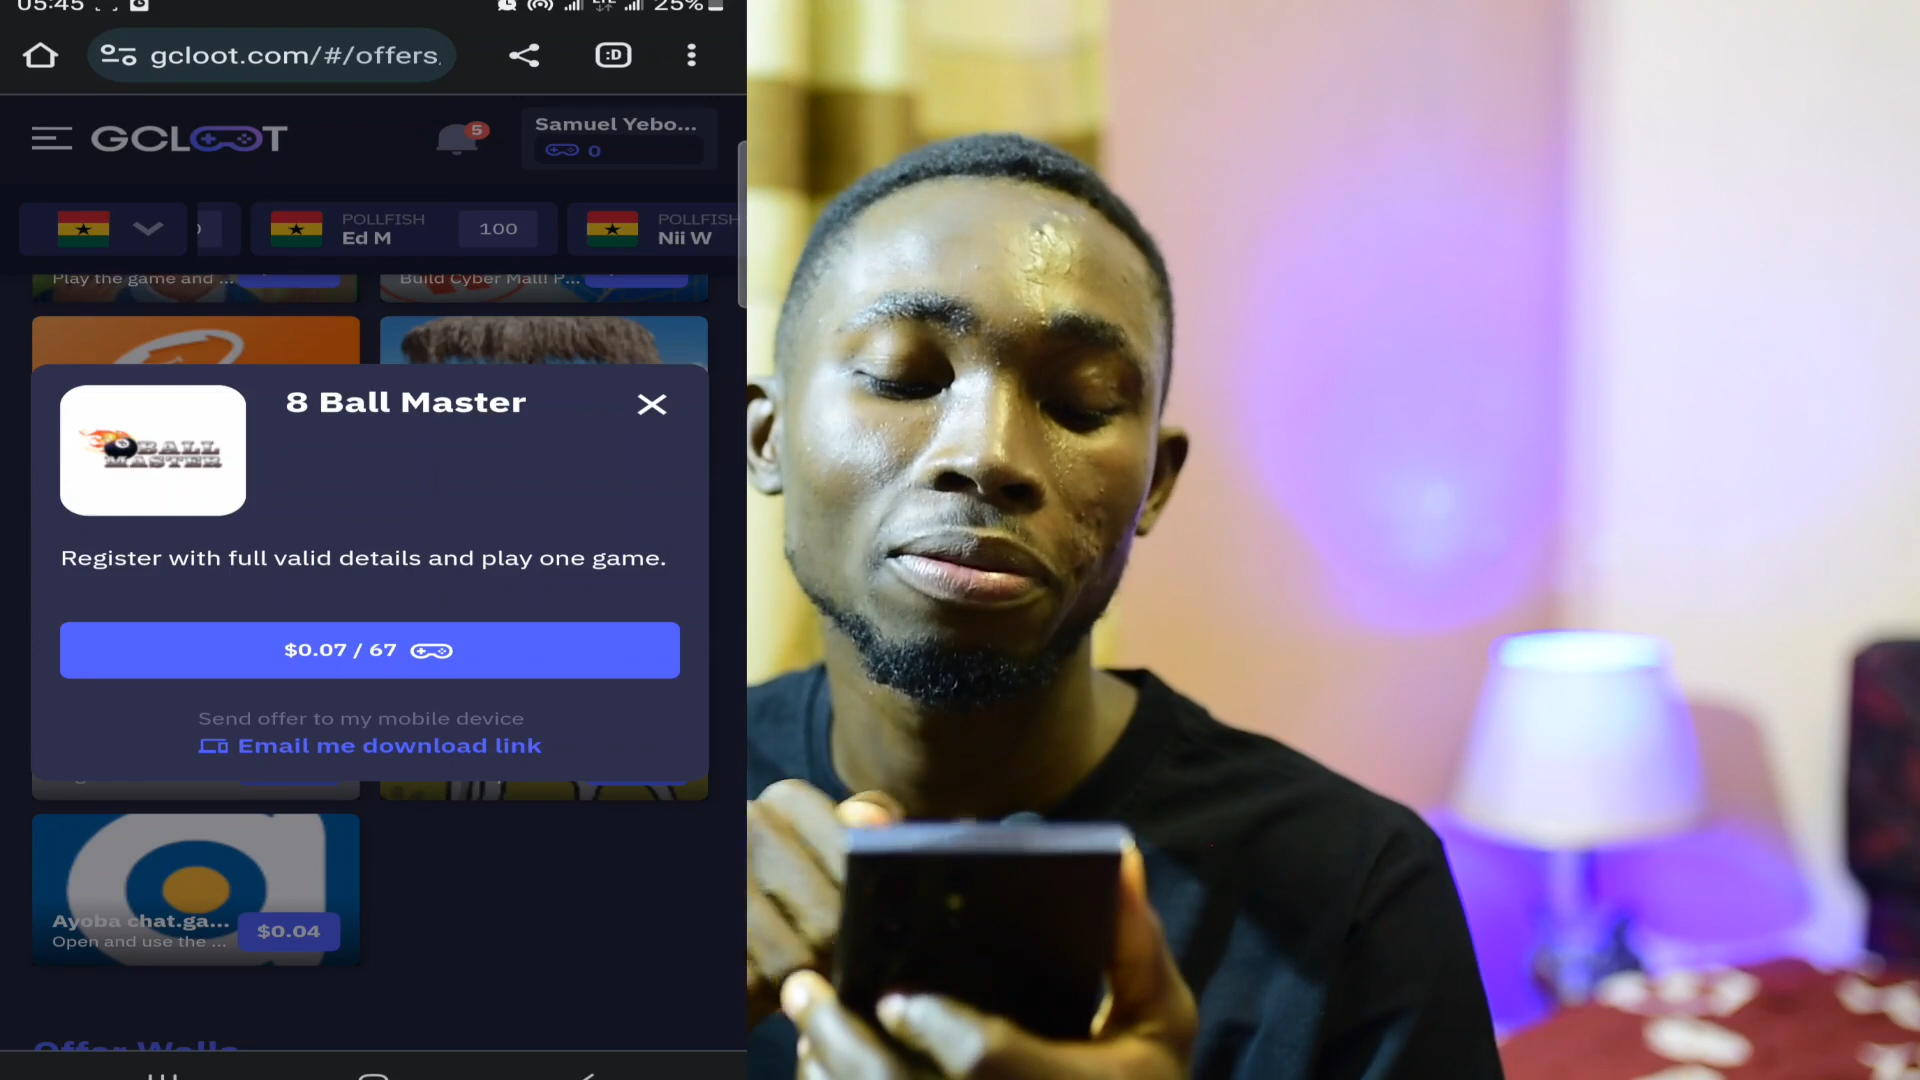 05:45
25%
gcloot.com/#/offers
:D
GCLOOT
5
Samuel Yebo...
0
POLLFISH
Ed M
100
POLLFISH
Nii W
Play the game and ...
Build Cyber Mall! P...
8 Ball Master
BALL
MASTER
Register with full valid details and play one game.
$0.07 / 67
Send offer to my mobile device
Email me download link
Ayoba chat.ga...
Open and use the ...
$0.04
Offer Walls